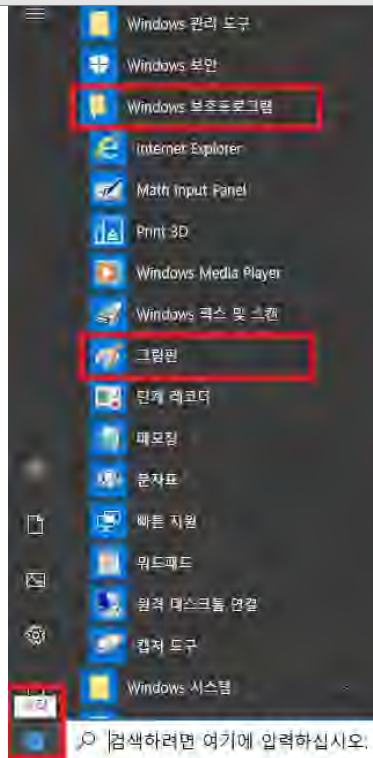 Windows 관리 도구
Windows 보안
Windows 보조프로그램
Internet Explorer
Math Input Panel
Print 3D
Windows Media Player
Windows 팩스 및 스캔
그림판
단계 레코더
메모장
문자표
빠른 지원
워드패드
원격 데스크톱 연결
캡처 도구
Windows 시스템
시작
검색하려면 여기에 입력하십시오.